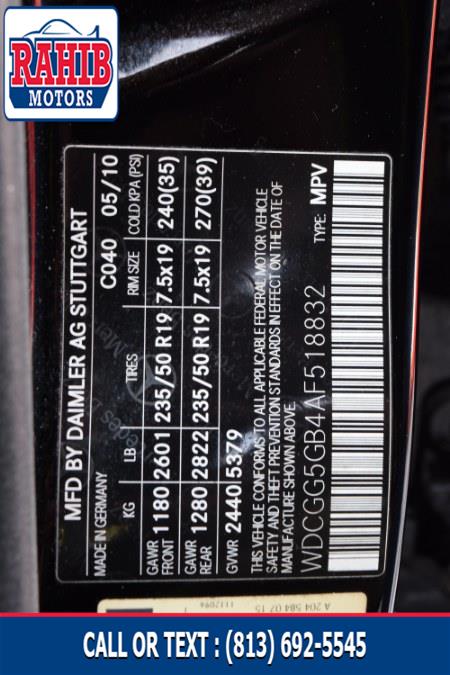 RAHIB
MOTORS
MFD BY DAIMLER AG STUTTGART
MADE IN GERMANY C040 05/10
KG LB TIRES RIM SIZE COLD KPA (PSI)
GAWR FRONT 1180 2601 235/50 R19 7.5x19 240(35)
GAWR REAR 1280 2822 235/50 R19 7.5x19 270(39)
GVWR 2440 5379
THIS VEHICLE CONFORMS TO ALL APPLICABLE FEDERAL MOTOR VEHICLE
SAFETY AND THEFT PREVENTION STANDARDS IN EFFECT ON THE DATE OF
MANUFACTURE SHOWN ABOVE.
WDCGG5GB4AF518832 TYPE: MPV
A 204 584 07 15
CALL OR TEXT : (813) 692-5545